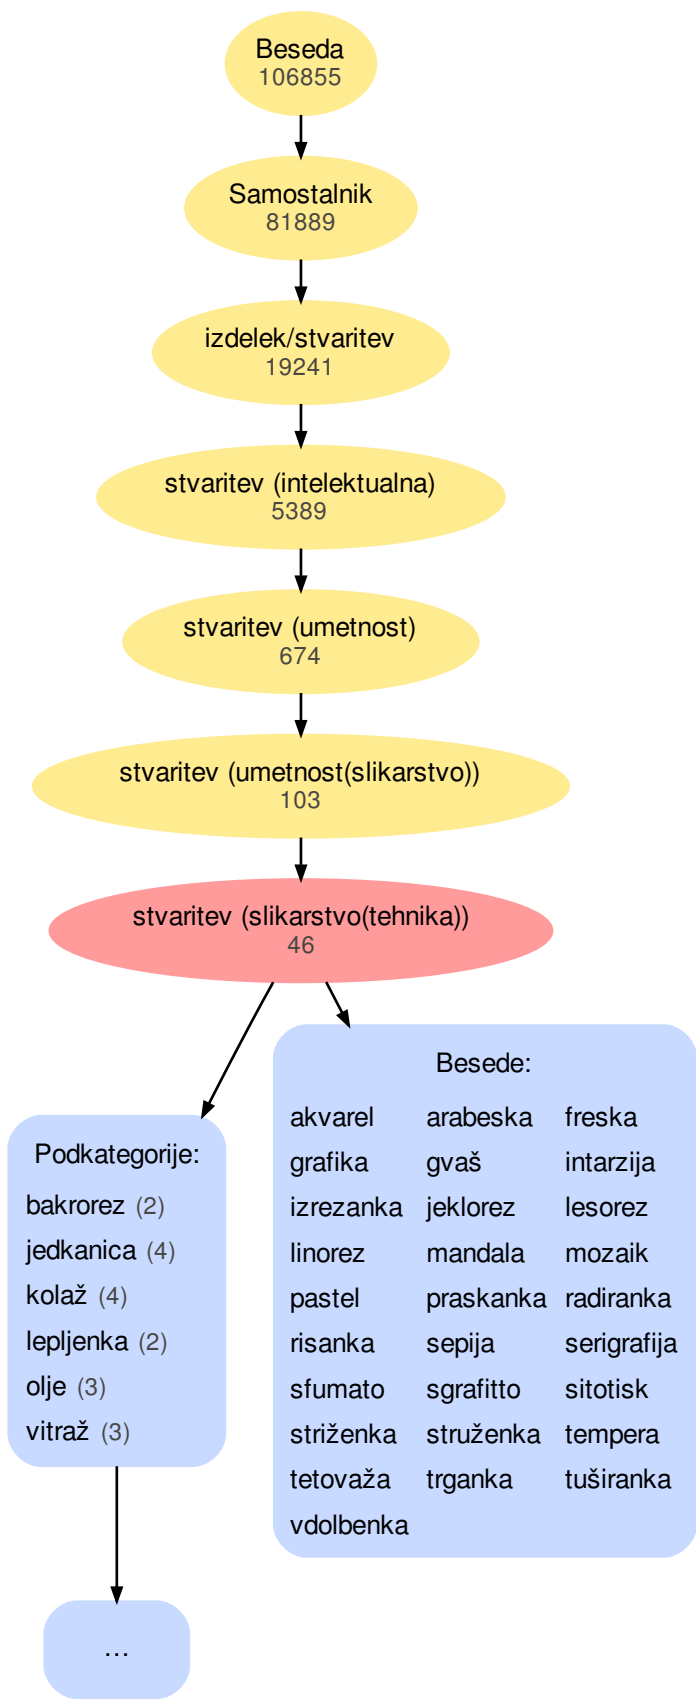 Beseda
106855
Samostalnik
81889
izdelek/stvaritev
19241
stvaritev (intelektualna)
5389
stvaritev (umetnost)
674
stvaritev (umetnost(slikarstvo))
103
stvaritev (slikarstvo(tehnika))
46
Podkategorije:
bakrorez (2)
jedkanica (4)
kolaž (4)
lepljenka (2)
olje (3)
vitraž (3)
...
Besede:
akvarel arabeska freska
grafika gvaš intarzija
izrezanka jeklorez lesorez
linorez mandala mozaik
pastel praskanka radiranka
risanka sepija serigrafija
sfumato sgrafitto sitotisk
striženka struženka tempera
tetovaža trganka tuširanka
vdolbenka